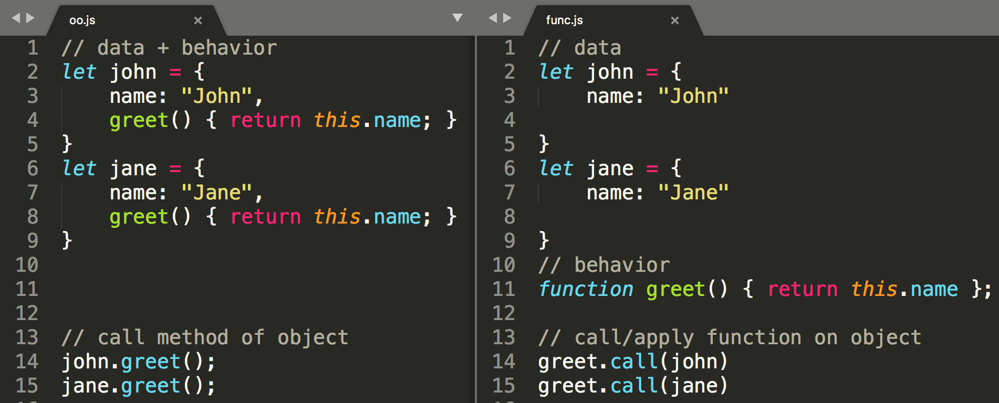 oo.js ×
1 // data + behavior
2 let john = {
3     name: "John",
4     greet() { return this.name; }
5 }
6 let jane = {
7     name: "Jane",
8     greet() { return this.name; }
9 }
10
11
12
13 // call method of object
14 john.greet();
15 jane.greet();
func.js ×
1 // data
2 let john = {
3     name: "John"
4
5 }
6 let jane = {
7     name: "Jane"
8
9 }
10 // behavior
11 function greet() { return this.name };
12
13 // call/apply function on object
14 greet.call(john)
15 greet.call(jane)